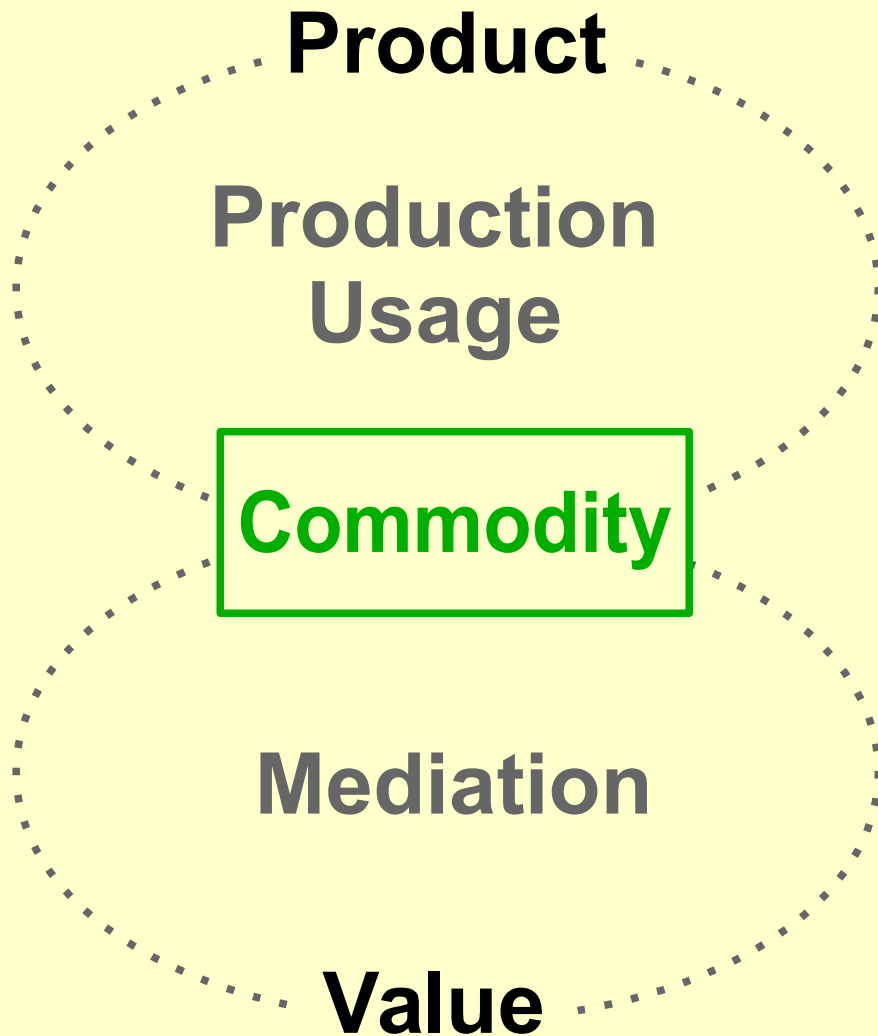 Product
Production
Usage
Commodity
Mediation
Value